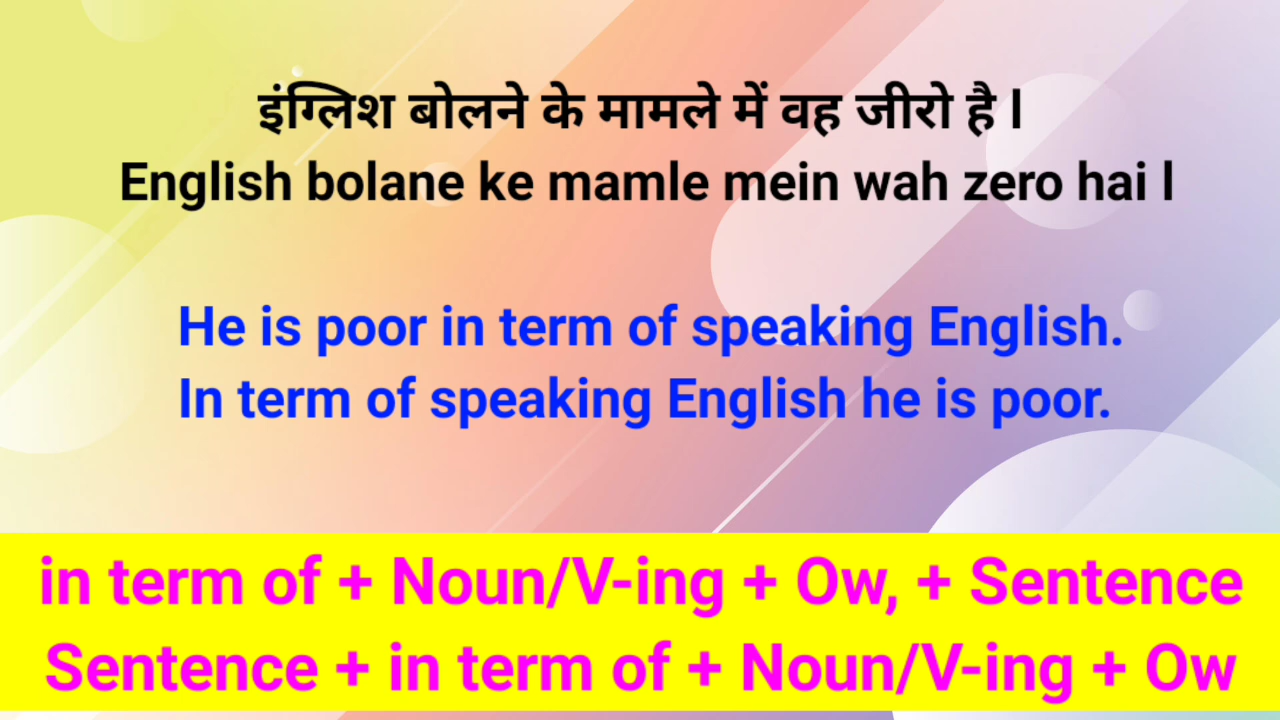 इंग्लिश बोलने के मामले में वह जीरो है l
English bolane ke mamle mein wah zero hai l
He is poor in term of speaking English.
In term of speaking English he is poor.
in term of + Noun/V-ing + Ow, + Sentence
Sentence + in term of + Noun/V-ing + Ow